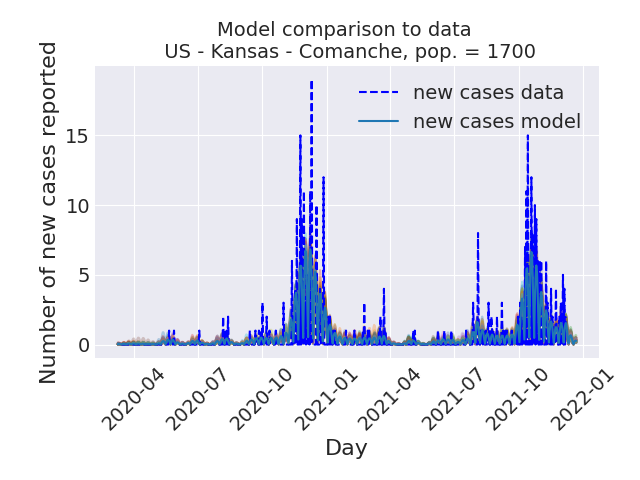 Model comparison to data
US - Kansas - Comanche, pop. = 1700
new cases data
new cases model
Number of new cases reported
15
10
5
0
2020-04
2020-07
2020-10
2021-01
2021-04
2021-07
2021-10
2022-01
Day